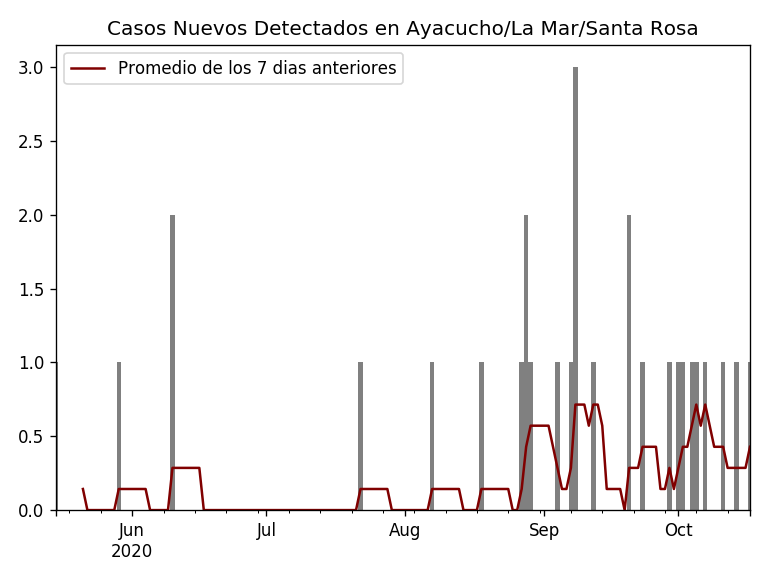 Casos Nuevos Detectados en Ayacucho/La Mar/Santa Rosa
Promedio de los 7 dias anteriores
3.0
2.5
2.0
1.5
1.0
0.5
0.0
Jun Jul Aug Sep Oct
2020